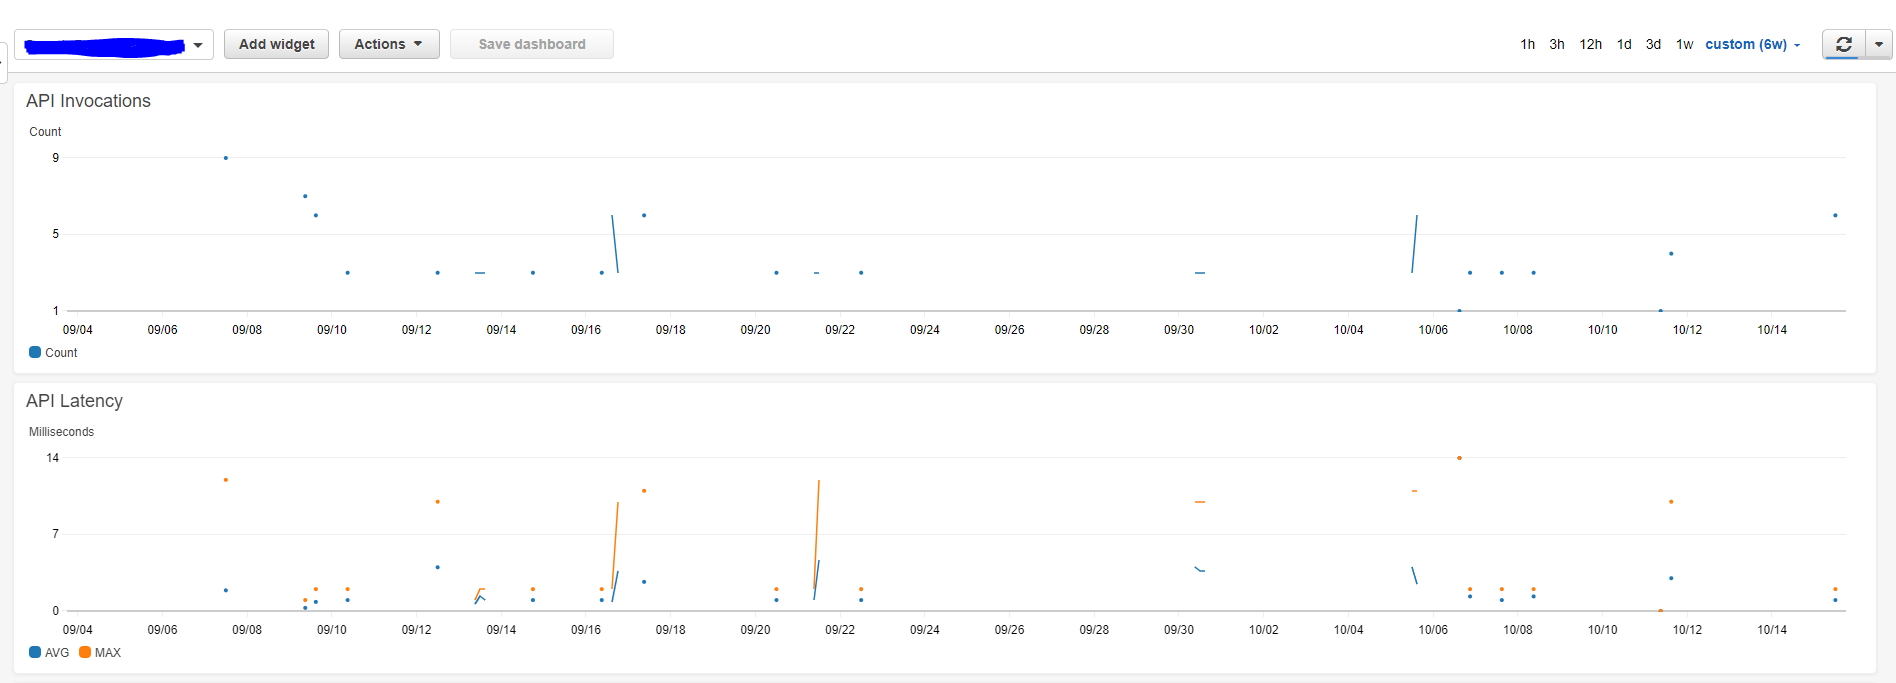 Add widget Actions Save dashboard 1h 3h 12h 1d 3d 1w custom (6w)
API Invocations
Count
9
5
1
09/04 09/06 09/08 09/10 09/12 09/14 09/16 09/18 09/20 09/22 09/24 09/26 09/28 09/30 10/02 10/04 10/06 10/08 10/10 10/12 10/14
Count
API Latency
Milliseconds
14
7
0
09/04 09/06 09/08 09/10 09/12 09/14 09/16 09/18 09/20 09/22 09/24 09/26 09/28 09/30 10/02 10/04 10/06 10/08 10/10 10/12 10/14
AVG MAX